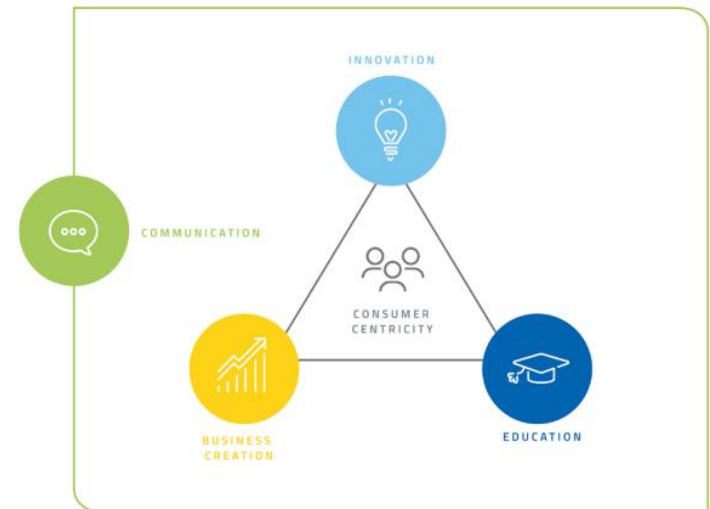 INNOVATION
COMMUNICATION
CONSUMER
CENTRICITY
BUSINESS
CREATION
EDUCATION